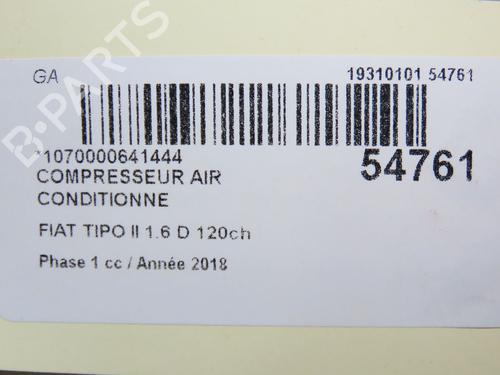 GA
19310101 54761
1070000641444
54761
COMPRESSEUR AIR
CONDITIONNE
FIAT TIPO II 1.6 D 120ch
Phase 1 cc / Année 2018
B-PARTS